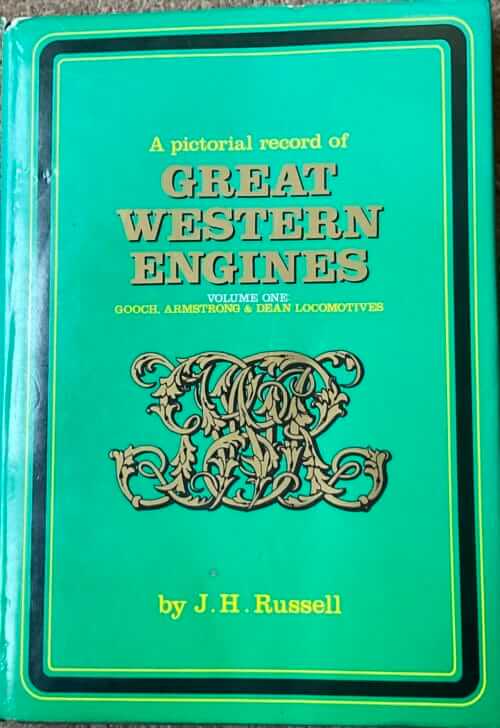 A pictorial record of
GREAT
WESTERN
ENGINES
VOLUME ONE:
GOOCH, ARMSTRONG & DEAN LOCOMOTIVES
by J.H. Russell